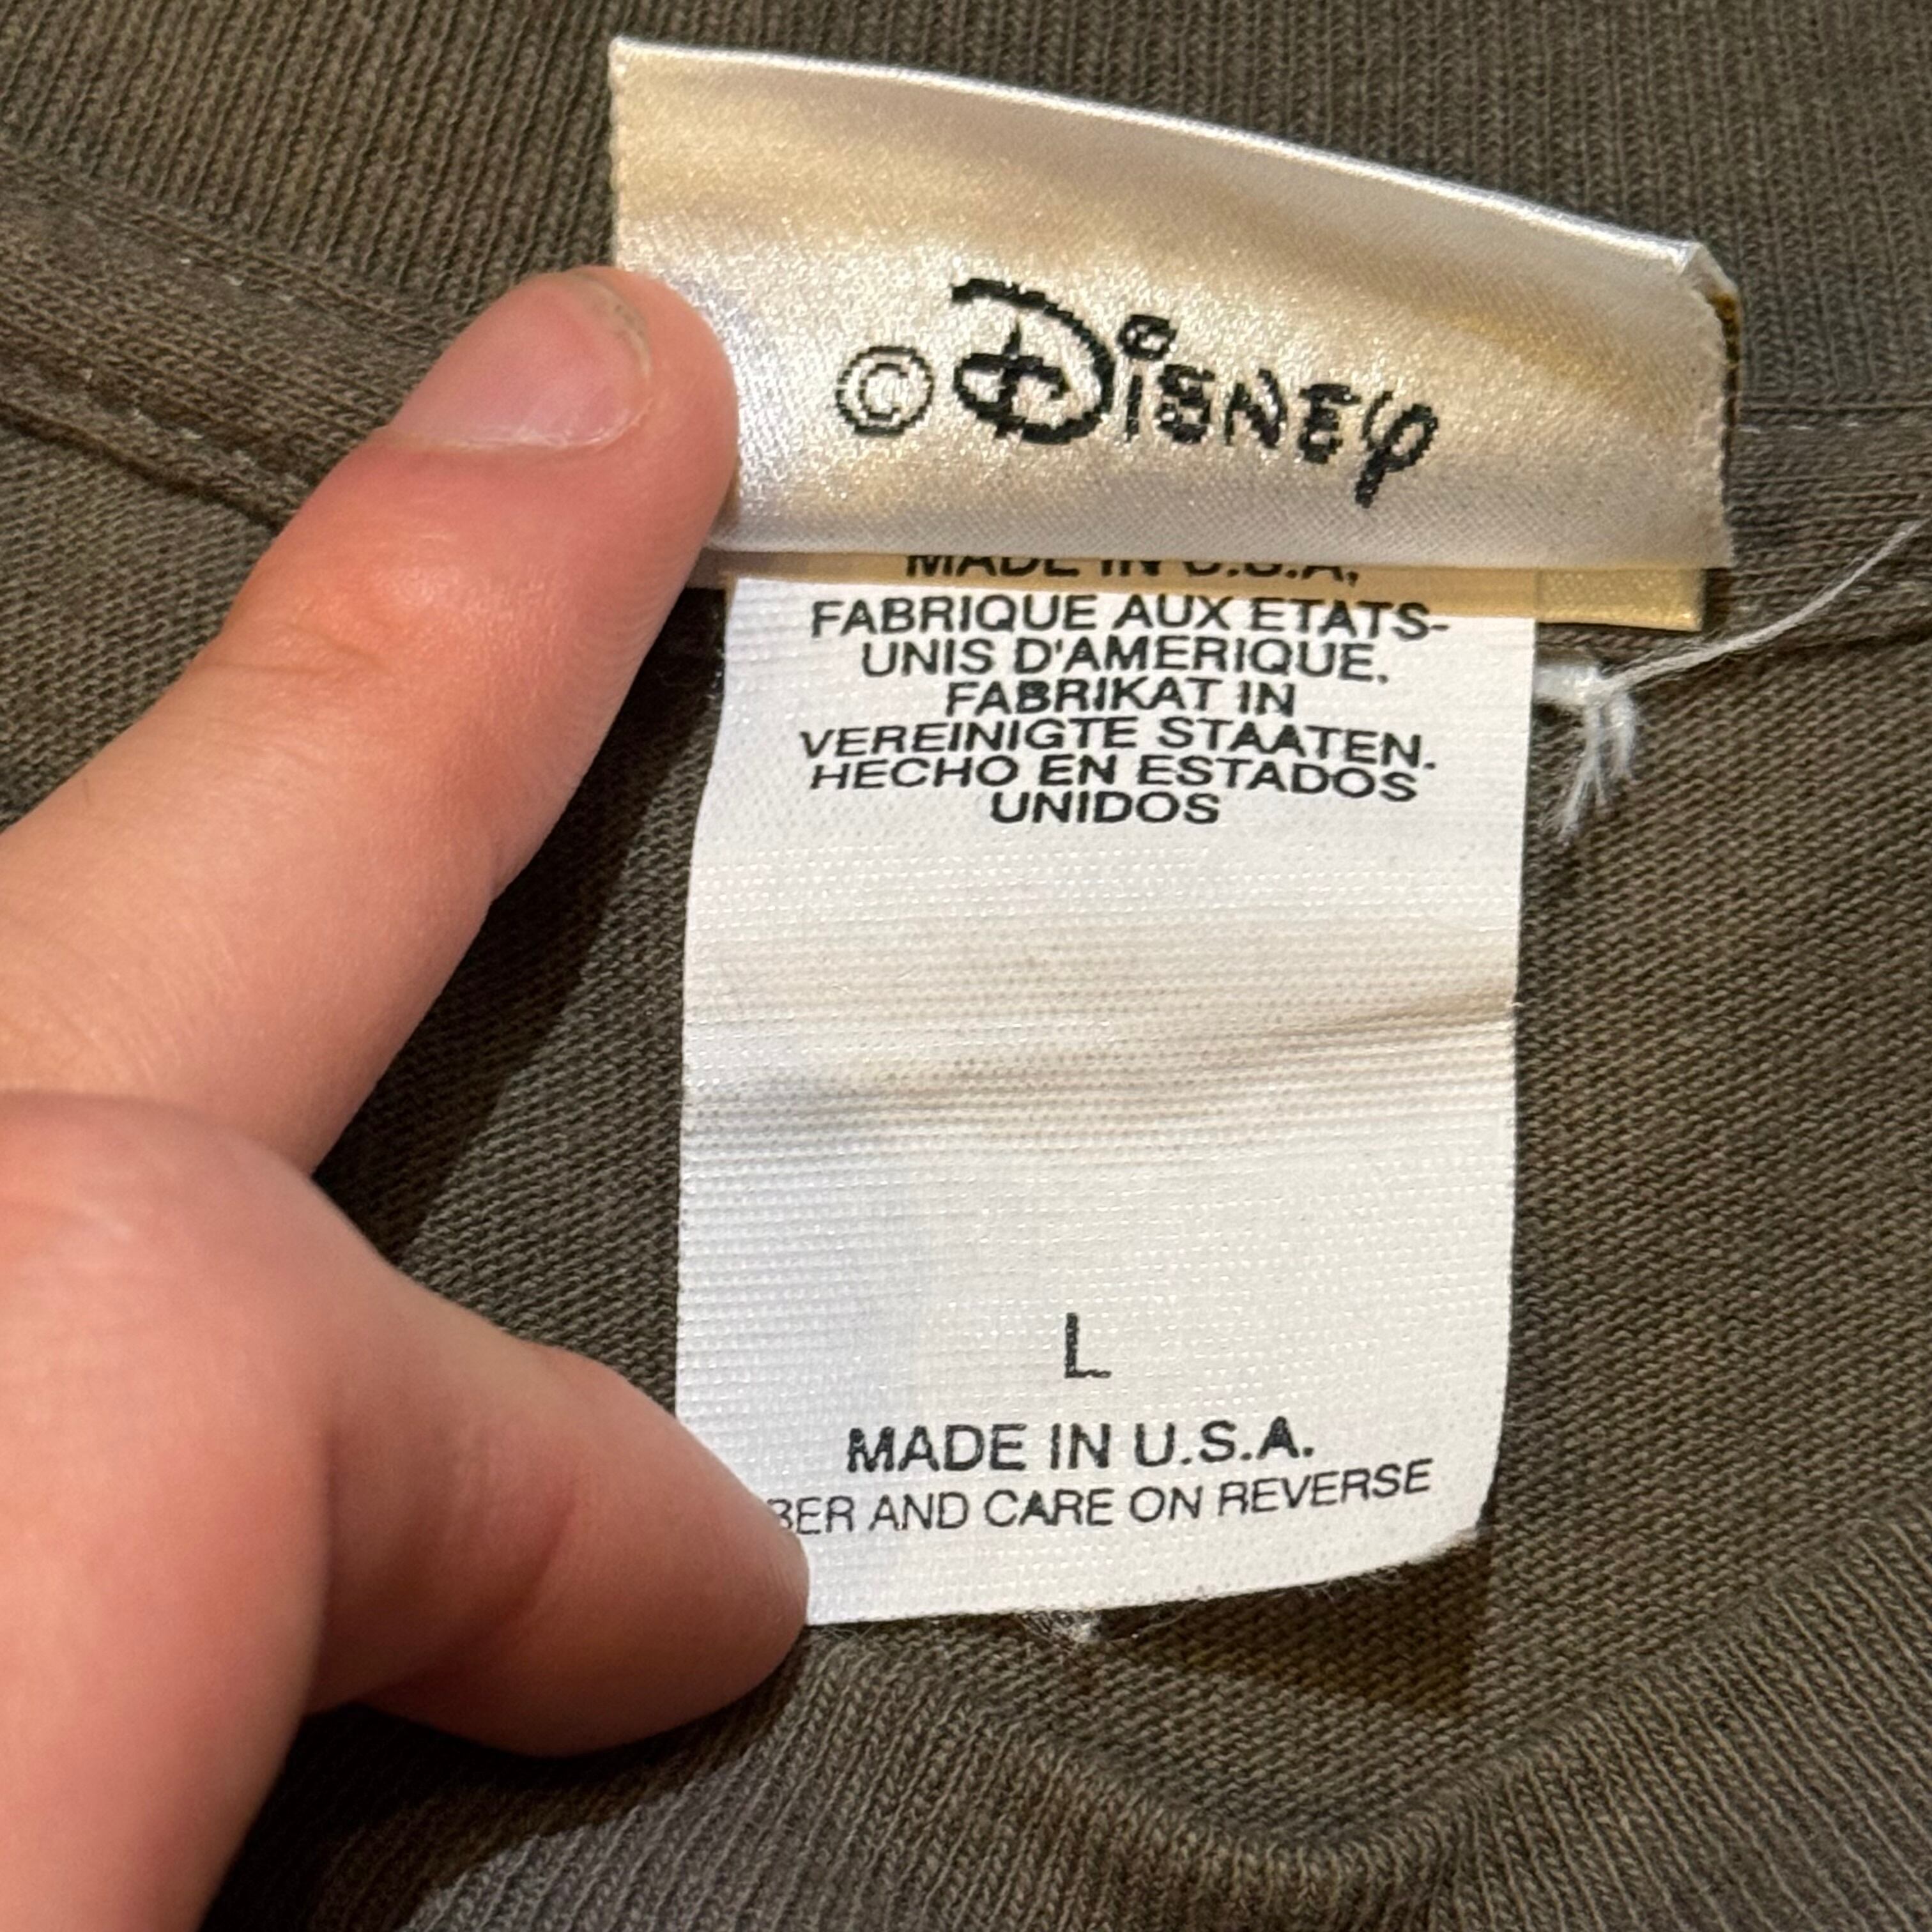 © Disney
MADE IN U.S.A,
FABRIQUE AUX ETATS-
UNIS D'AMERIQUE.
FABRIKAT IN
VEREINIGTE STAATEN.
HECHO EN ESTADOS
UNIDOS
L
MADE IN U.S.A.
BER AND CARE ON REVERSE